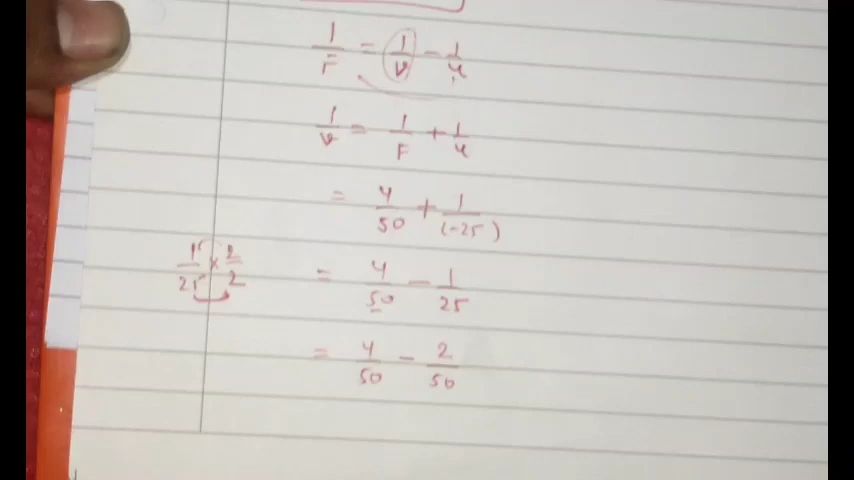 1/F = 1/v - 1/u
1/v = 1/F + 1/u
= 4/50 + 1/(-25)
1/25 × 2/2
= 4/50 - 1/25
= 4/50 - 2/50